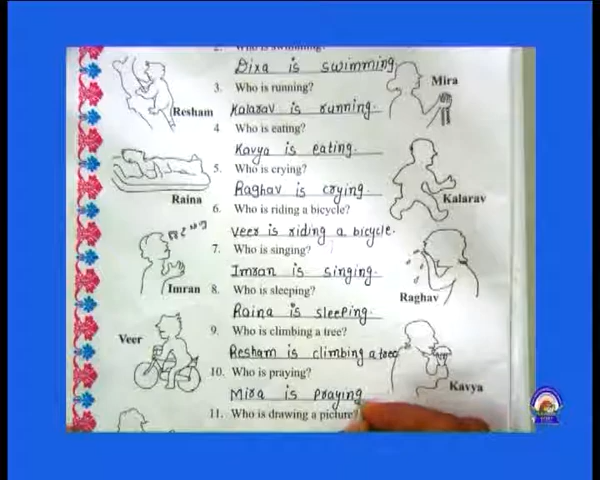 2. Who is swimming?
Dixa is swimming.
Mira
3. Who is running?
Resham
Kalarav is running.
4 Who is eating?
Kavya is eating.
5. Who is crying?
Raina
Raghav is crying.
Kalarav
6. Who is riding a bicycle?
Veer is riding a bicycle.
7. Who is singing?
Imran is singing.
Imran
8. Who is sleeping?
Raghav
Raina is sleeping.
9. Who is climbing a tree?
Veer
Resham is climbing a tree
10. Who is praying?
Kavya
Mira is praying
11. Who is drawing a picture?